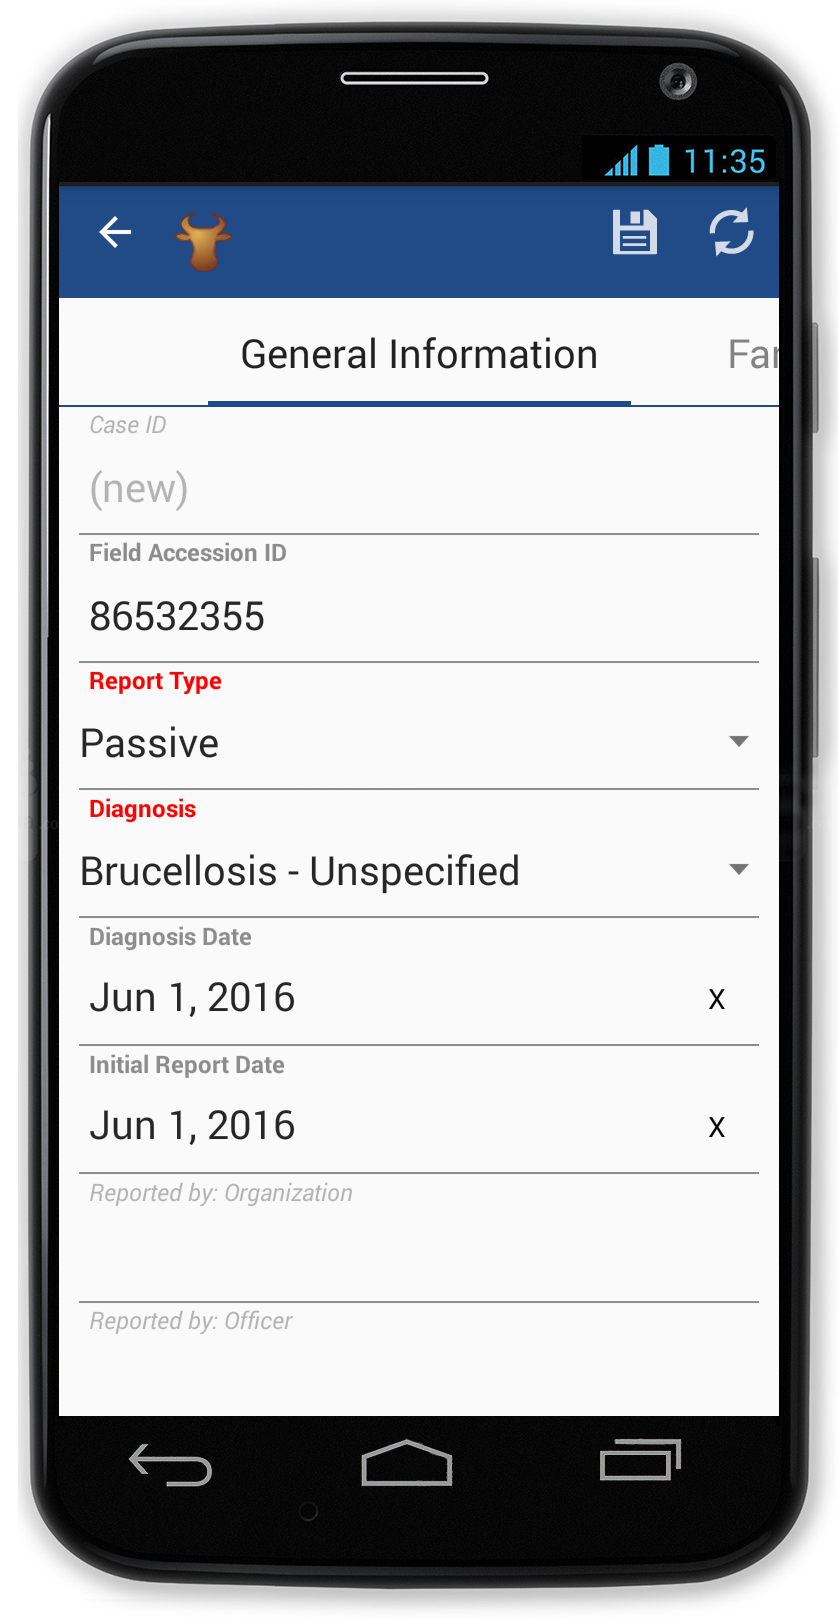 11:35
General Information
Far
Case ID
(new)
Field Accession ID
86532355
Report Type
Passive
Diagnosis
Brucellosis - Unspecified
Diagnosis Date
Jun 1, 2016
x
Initial Report Date
Jun 1, 2016
x
Reported by: Organization
Reported by: Officer